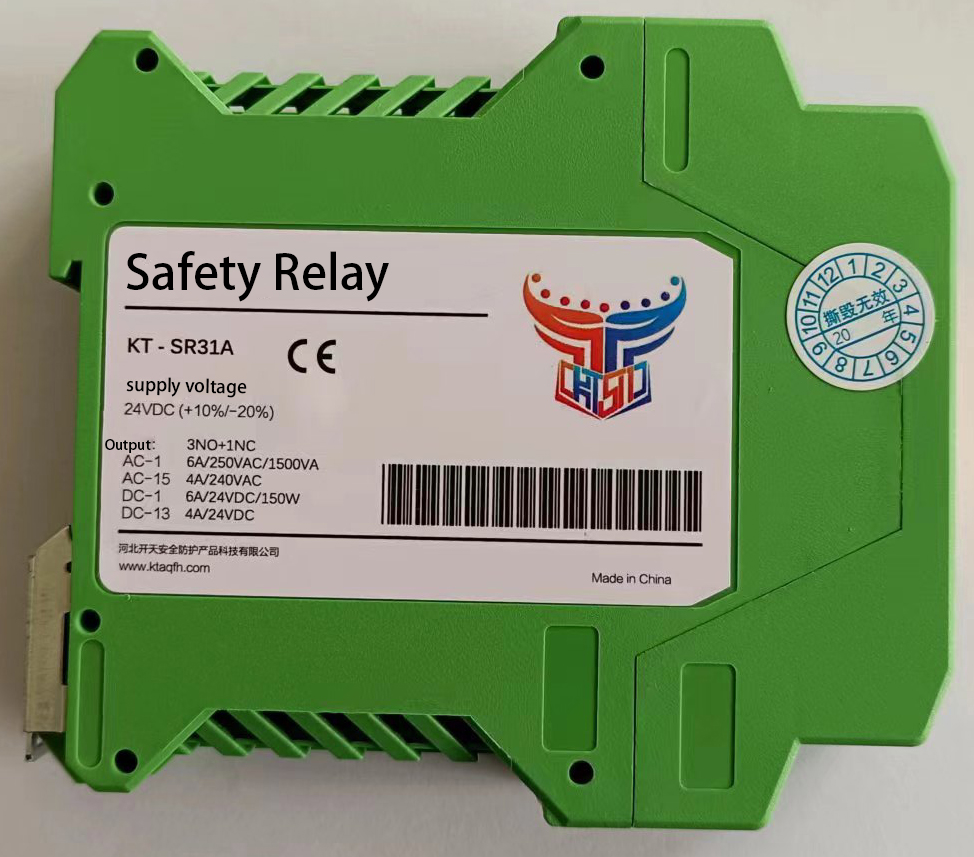 Safety Relay
KT - SR31A
CE
supply voltage
24VDC (+10%/-20%)
Output: 3NO+1NC
AC-1 6A/250VAC/1500VA
AC-15 4A/240VAC
DC-1 6A/24VDC/150W
DC-13 4A/24VDC
河北开天安全防护产品科技有限公司
www.ktaqfh.com
Made in China
KTSTD
1 2 3 4 5 6 7 8 9 10 11 12
撕毁无效
20 年